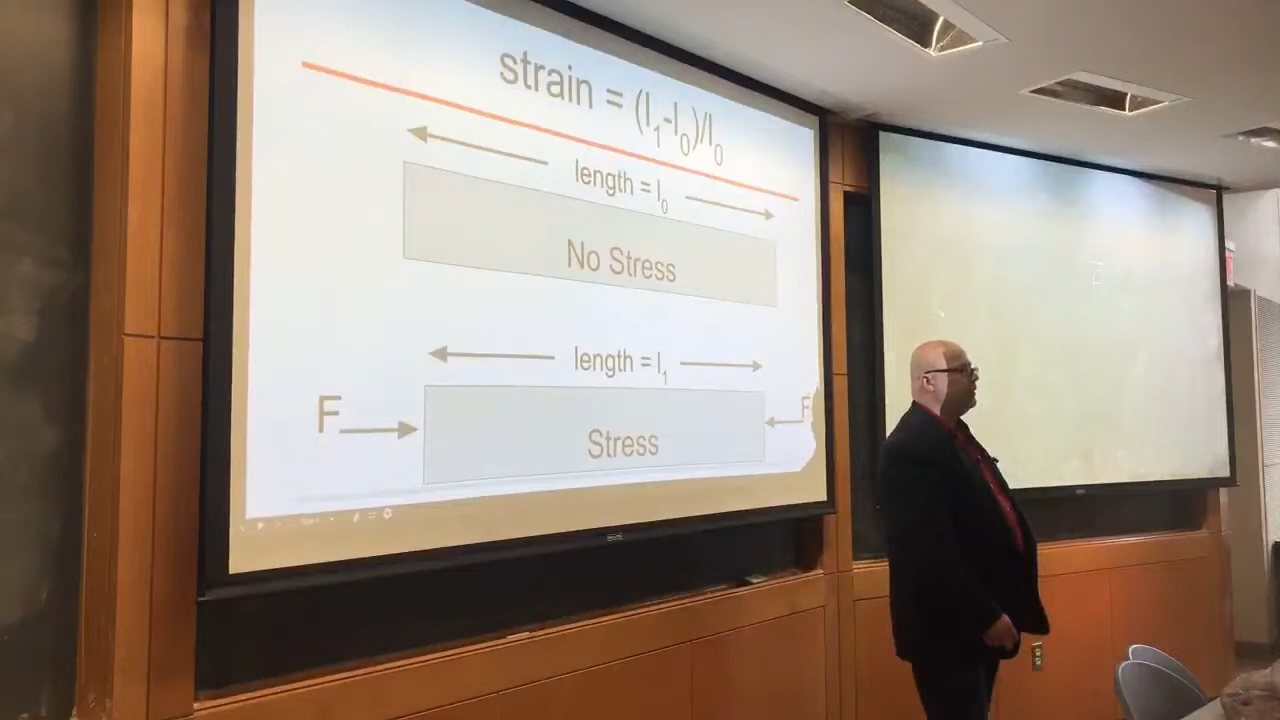 strain = (l₁-l₀)/l₀
length = l₀
No Stress
length = l₁
F
F
Stress